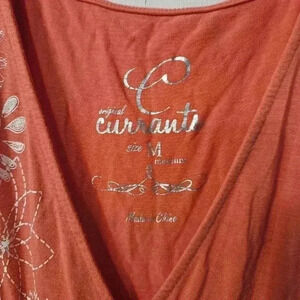 C
original
currants
size M
medium
Made in China